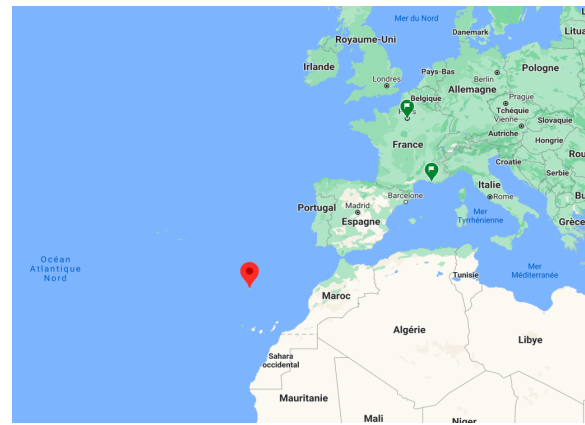 Mer du Nord
Danemark
Litua
Royaume-Uni
Irlande
Pologne
Londres
Pays-Bas
Berlin
Allemagne
Belgique
Prague
Tchéquie
Vienne
Slovaquie
Autriche
Hongrie
France
Croatie
Rou
Serbie
Italie
Barcelone
Rome
Bu
Portugal
Madrid
Espagne
Mer
Tyrrhénienne
Grèce
Océan
Atlantique
Nord
Tunisie
Mer
Méditerranée
Maroc
Algérie
Libye
Sahara
occidental
Mauritanie
Mali
Niger